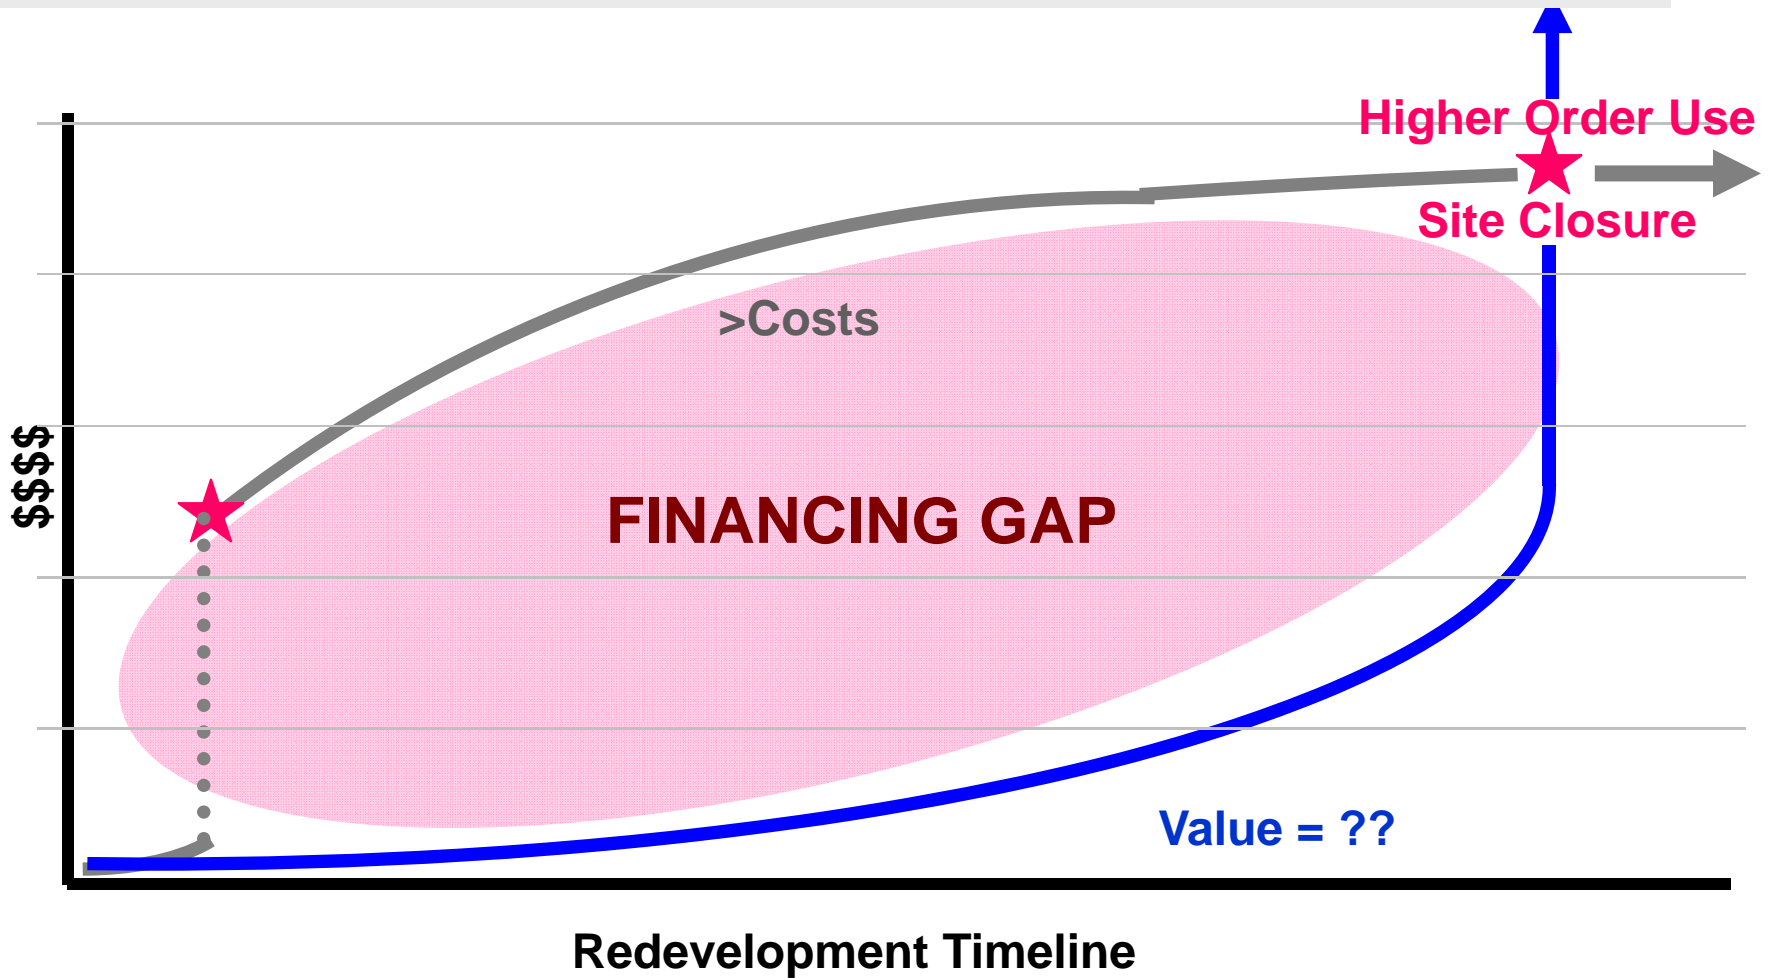 Higher Order Use
Site Closure
>Costs
$$$$
FINANCING GAP
Value = ??
Redevelopment Timeline